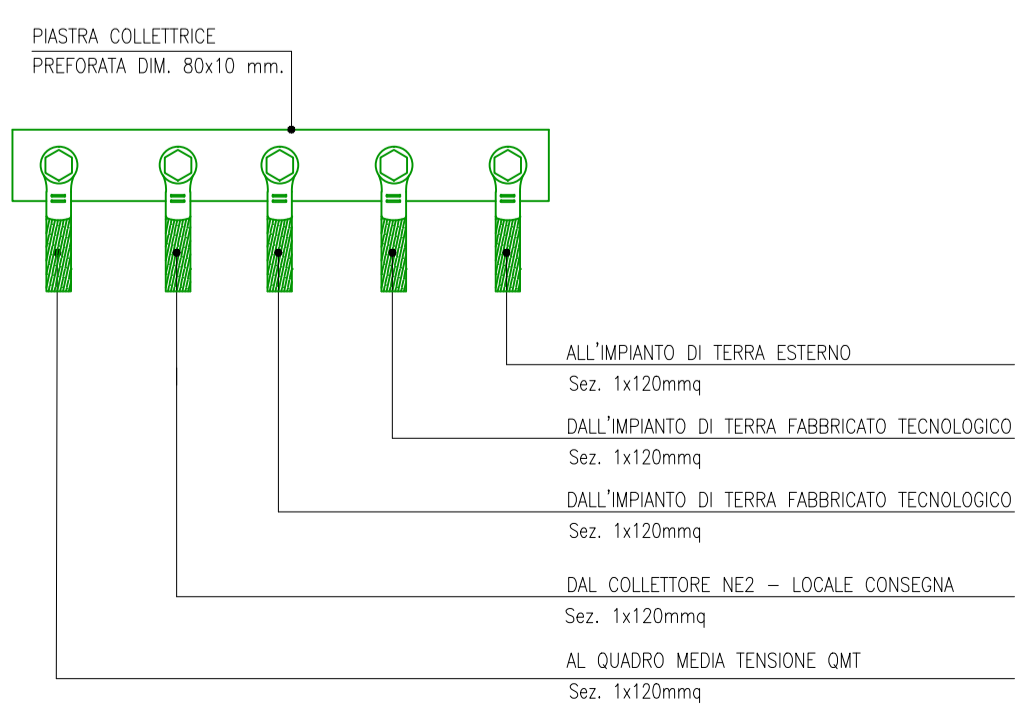 PIASTRA COLLETTRICE
PREFORATA DIM. 80x10 mm.
ALL'IMPIANTO DI TERRA ESTERNO
Sez. 1x120mmq
DALL'IMPIANTO DI TERRA FABBRICATO TECNOLOGICO
Sez. 1x120mmq
DALL'IMPIANTO DI TERRA FABBRICATO TECNOLOGICO
Sez. 1x120mmq
DAL COLLETTORE NE2 – LOCALE CONSEGNA
Sez. 1x120mmq
AL QUADRO MEDIA TENSIONE QMT
Sez. 1x120mmq